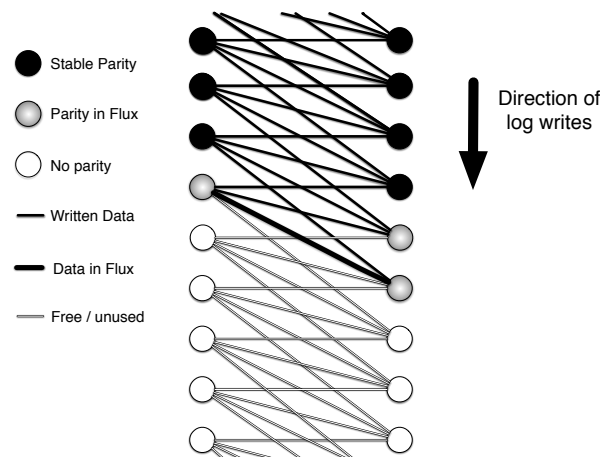 Stable Parity
Parity in Flux
No parity
Written Data
Data in Flux
Free / unused
Direction of
log writes